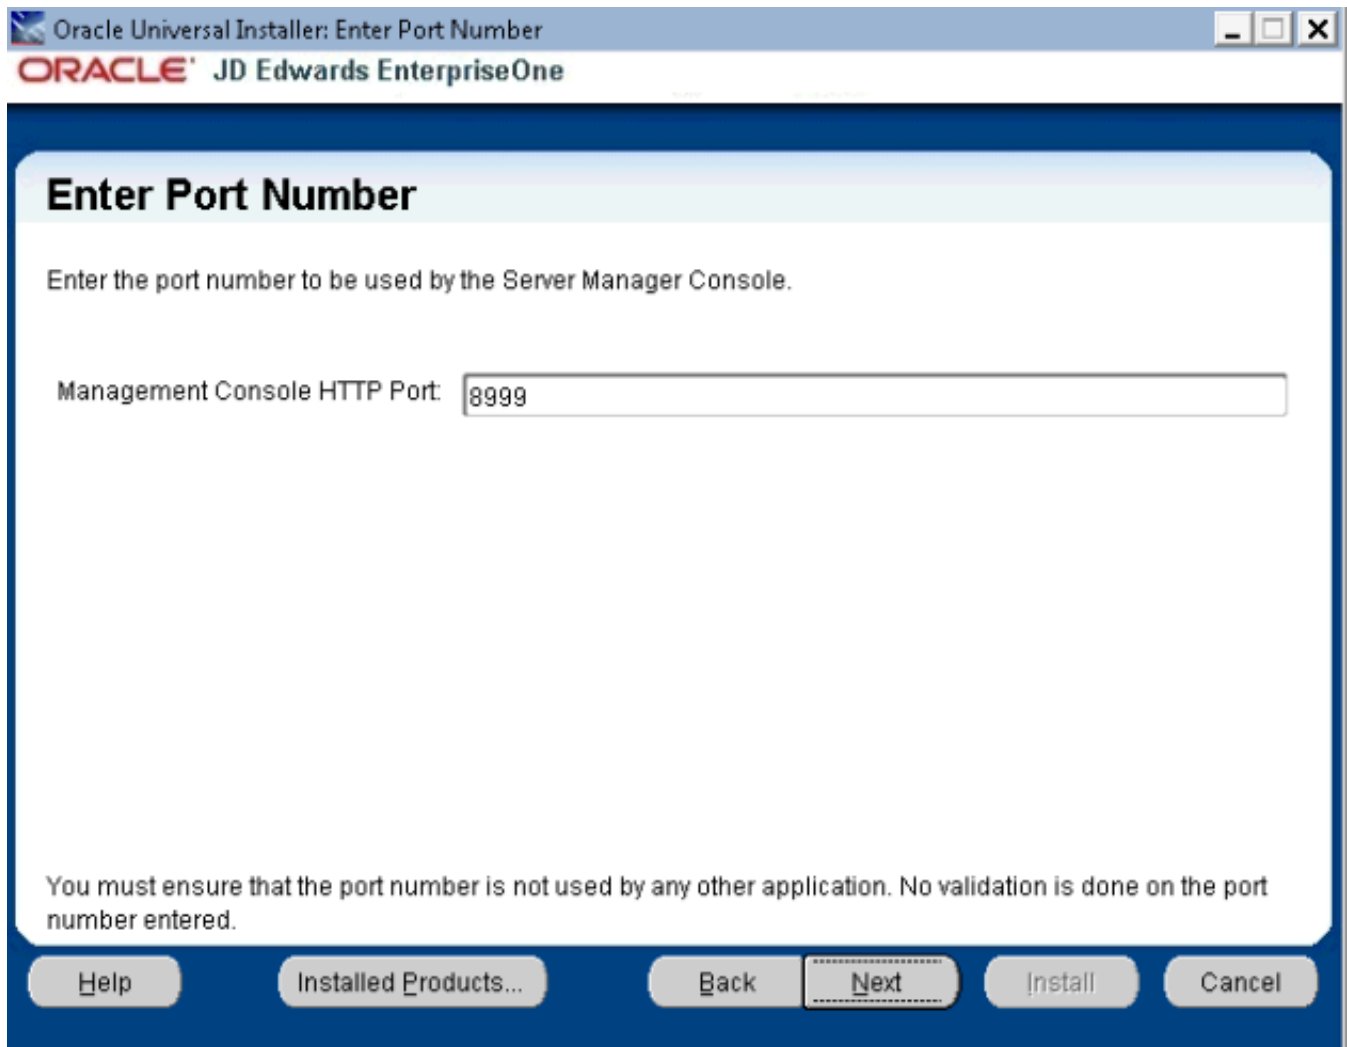 Oracle Universal Installer: Enter Port Number
ORACLE' JD Edwards EnterpriseOne
Enter Port Number
Enter the port number to be used by the Server Manager Console.
Management Console HTTP Port: 8999
You must ensure that the port number is not used by any other application. No validation is done on the port
number entered.
Help Installed Products... Back Next Install Cancel